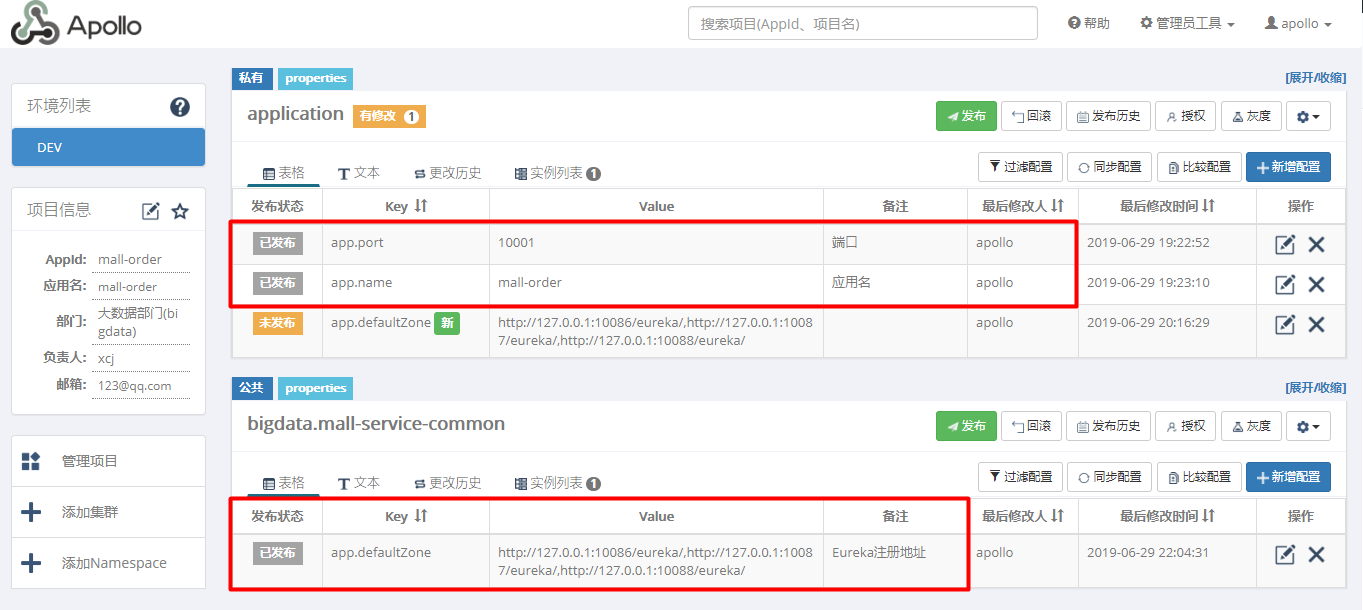 Apollo
搜索项目(AppId、项目名)
帮助
管理员工具
apollo
环境列表
DEV
项目信息
AppId: mall-order
应用名: mall-order
部门: 大数据部门(bi
gdata)
负责人: xcj
邮箱: 123@qq.com
管理项目
添加集群
添加Namespace
私有 properties [展开/收缩]
application 有修改 1 发布 回滚 发布历史 授权 灰度
过滤配置 同步配置 比较配置 新增配置
表格 文本 更改历史 实例列表 1
发布状态 Key Value 备注 最后修改人 最后修改时间 操作
已发布 app.port 10001 端口 apollo 2019-06-29 19:22:52
已发布 app.name mall-order 应用名 apollo 2019-06-29 19:23:10
未发布 app.defaultZone 新 http://127.0.0.1:10086/eureka/,http://127.0.0.1:1008 apollo 2019-06-29 20:16:29
7/eureka/,http://127.0.0.1:10088/eureka/
公共 properties [展开/收缩]
bigdata.mall-service-common 发布 回滚 发布历史 授权 灰度
过滤配置 同步配置 比较配置 新增配置
表格 文本 更改历史 实例列表 1
发布状态 Key Value 备注 最后修改人 最后修改时间 操作
已发布 app.defaultZone http://127.0.0.1:10086/eureka/,http://127.0.0.1:1008 Eureka注册地址 apollo 2019-06-29 22:04:31
7/eureka/,http://127.0.0.1:10088/eureka/